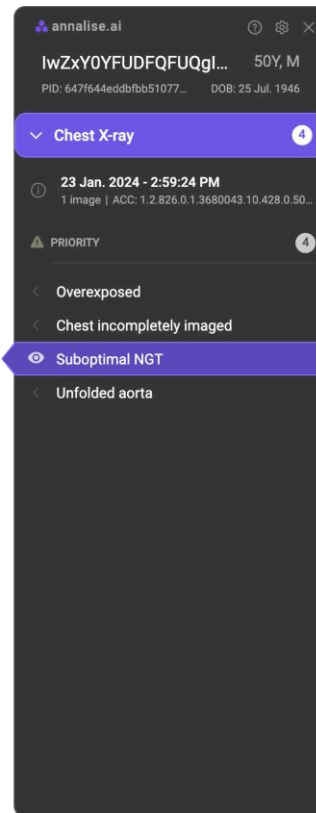 annalise.ai
IwZxY0YFUDFQFUQgI... 50Y, M
PID: 647f644eddbfbb51077... DOB: 25 Jul. 1946
Chest X-ray 4
23 Jan. 2024 - 2:59:24 PM
1 image | ACC: 1.2.826.0.1.3680043.10.428.0.50...
PRIORITY 4
Overexposed
Chest incompletely imaged
Suboptimal NGT
Unfolded aorta